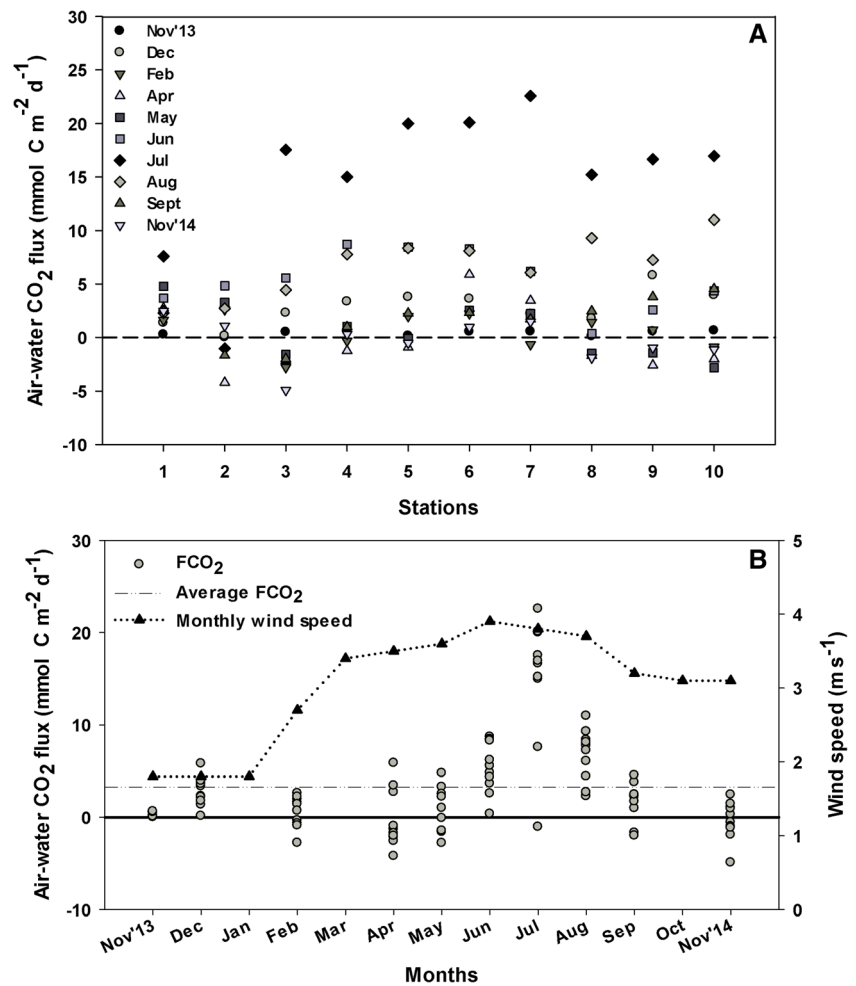 A
Air-water CO2 flux (mmol C m-2 d-1)
30
25
20
15
10
5
0
-5
-10
Nov'13
Dec
Feb
Apr
May
Jun
Jul
Aug
Sept
Nov'14
1 2 3 4 5 6 7 8 9 10
Stations
B
Air-water CO2 flux (mmol C m-2 d-1)
30
20
10
0
-10
FCO2
Average FCO2
Monthly wind speed
5
4
3
2
1
0
Wind speed (m s-1)
Nov'13 Dec Jan Feb Mar Apr May Jun Jul Aug Sep Oct Nov'14
Months